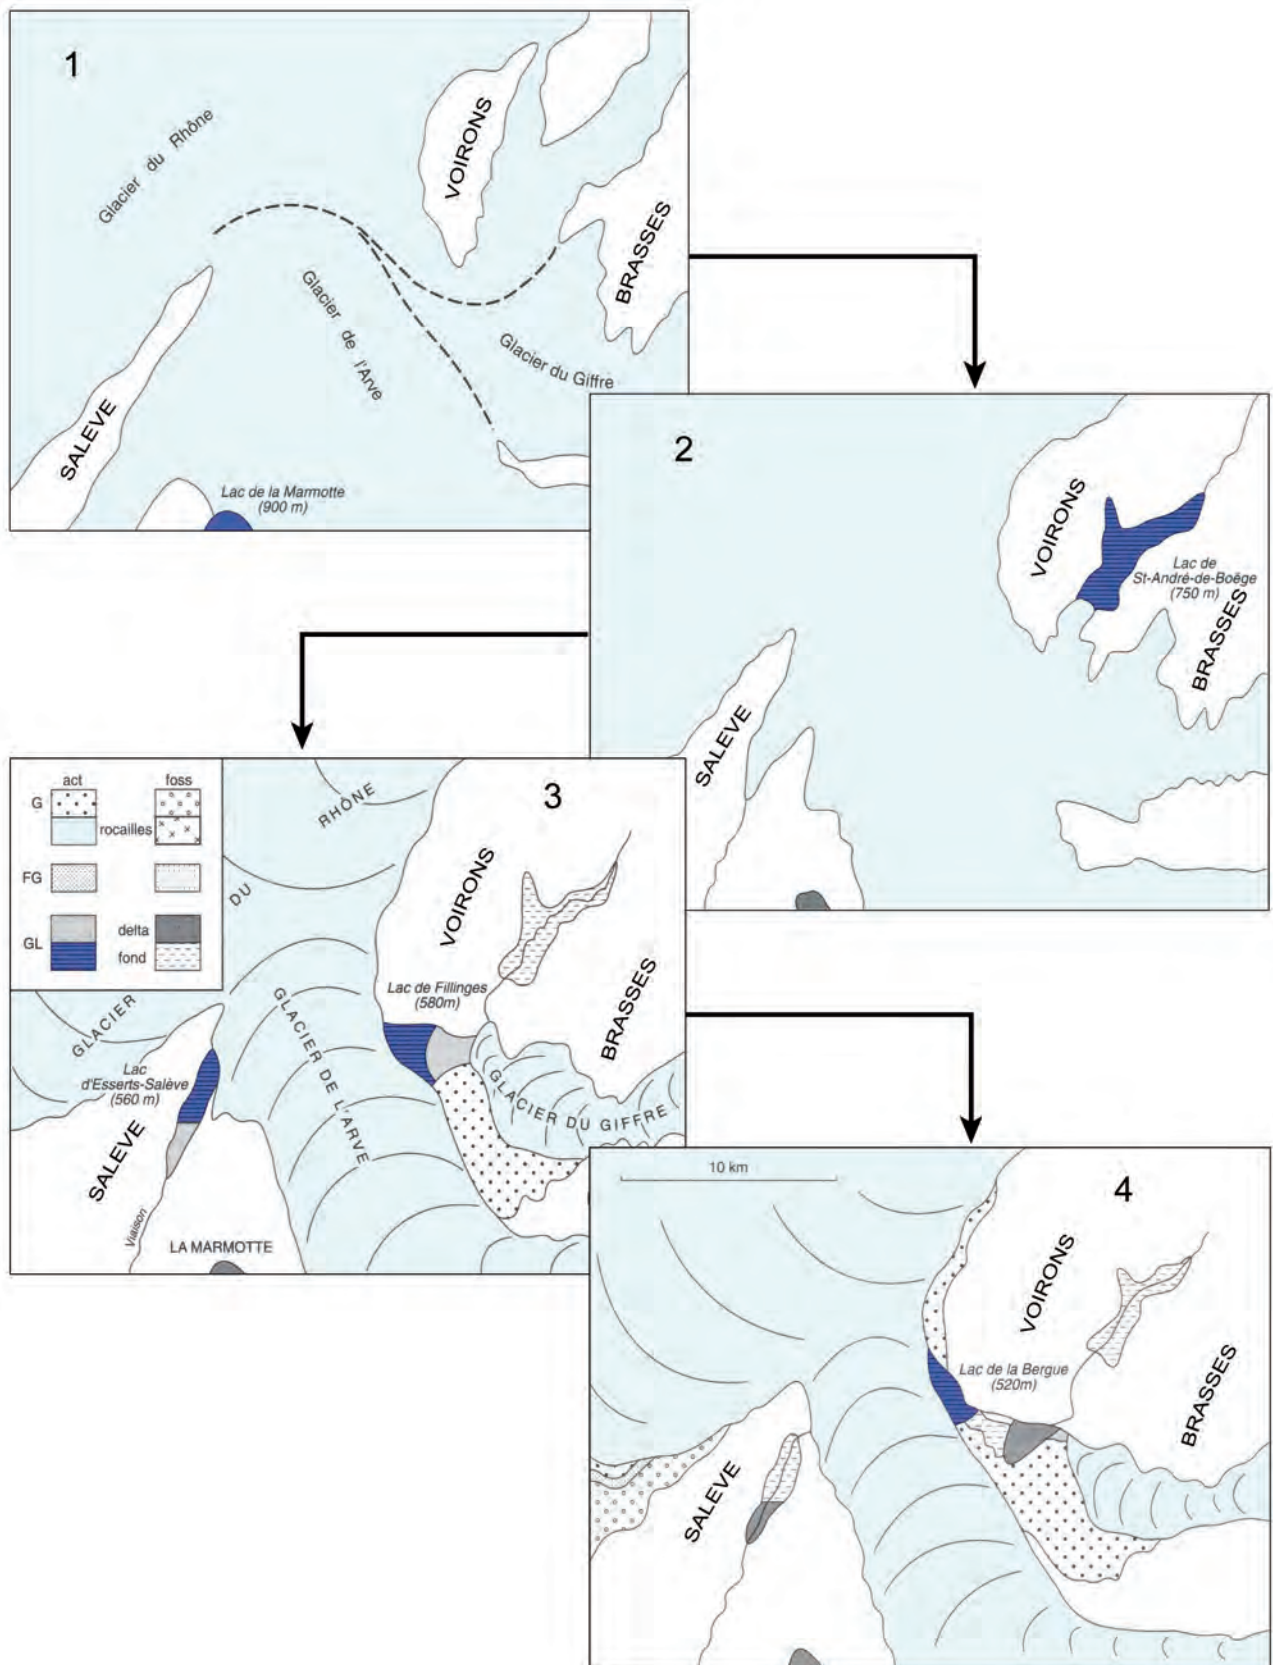 1
Glacier du Rhône
VOIRONS
BRASSES
Glacier de l'Arve
Glacier du Giffre
SALEVE
Lac de la Marmotte
(900 m)
2
VOIRONS
Lac de
St-André-de-Boëge
(750 m)
BRASSES
SALEVE
3
act
foss
G
rocailles
FG
GL
delta
fond
GLACIER DU RHÔNE
VOIRONS
BRASSES
Lac de Fillinges
(580m)
GLACIER DE L'ARVE
GLACIER DU GIFFRE
Lac
d'Esserts-Salève
(560 m)
SALEVE
Viaison
LA MARMOTTE
10 km
4
VOIRONS
Lac de la Bergue
(520m)
BRASSES
SALEVE